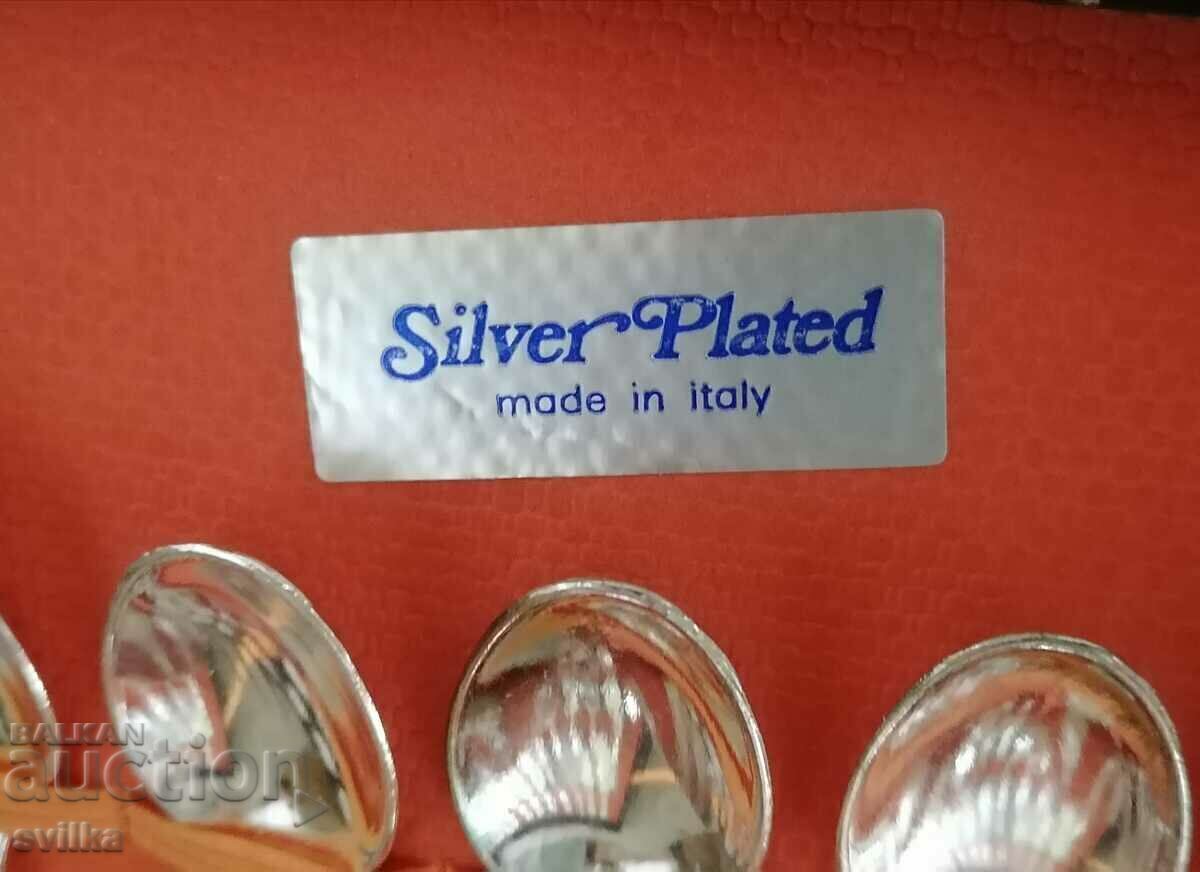 Silver Plated
made in italy
BALKAN
auction
svilka